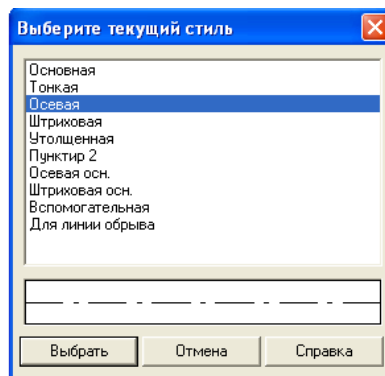 Выберите текущий стиль
Основная
Тонкая
Осевая
Штриховая
Утолщенная
Пунктир 2
Осевая осн.
Штриховая осн.
Вспомогательная
Для линии обрыва
Выбрать Отмена Справка